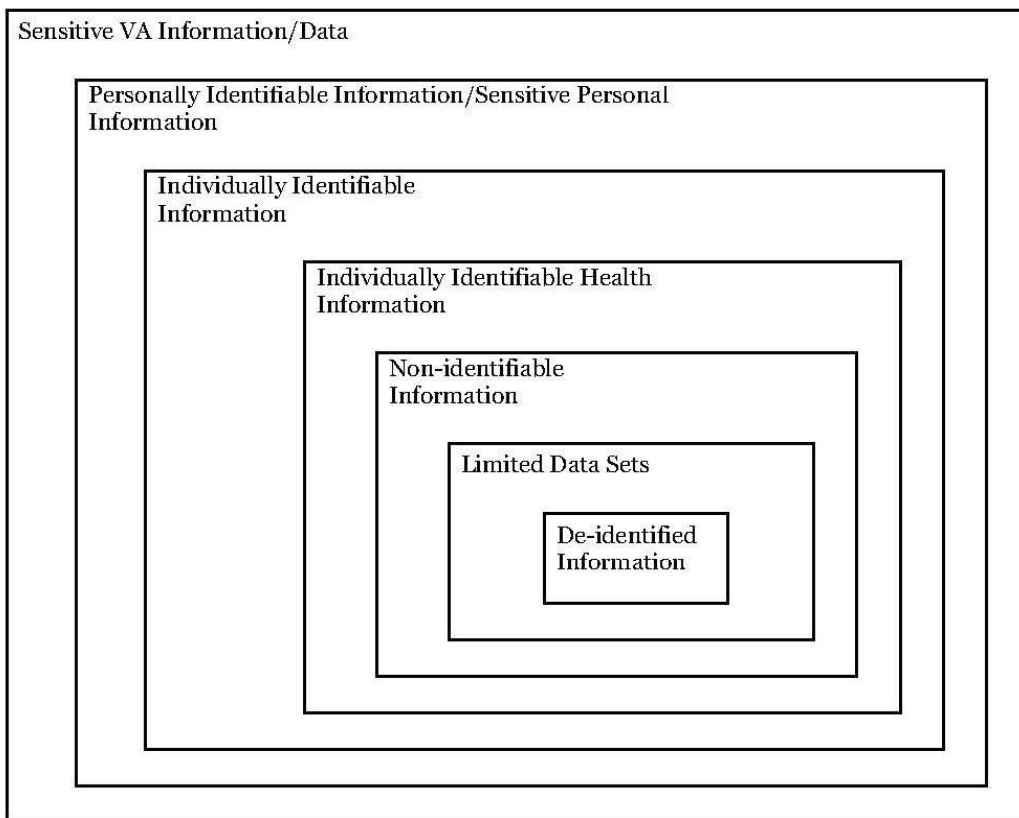 Sensitive VA Information/Data
Personally Identifiable Information/Sensitive Personal
Information
Individually Identifiable
Information
Individually Identifiable Health
Information
Non-identifiable
Information
Limited Data Sets
De-identified
Information